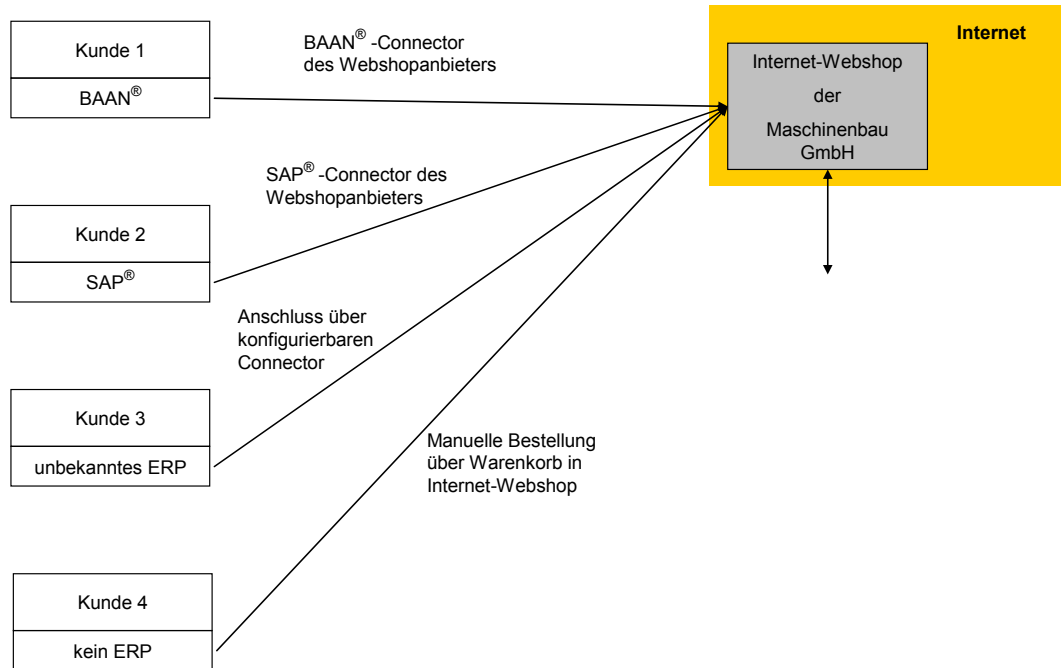 Kunde 1
BAAN®
BAAN® -Connector
des Webshopanbieters
Internet
Internet-Webshop
der
Maschinenbau
GmbH
SAP® -Connector des
Webshopanbieters
Kunde 2
SAP®
Anschluss über
konfigurierbaren
Connector
Kunde 3
unbekanntes ERP
Manuelle Bestellung
über Warenkorb in
Internet-Webshop
Kunde 4
kein ERP